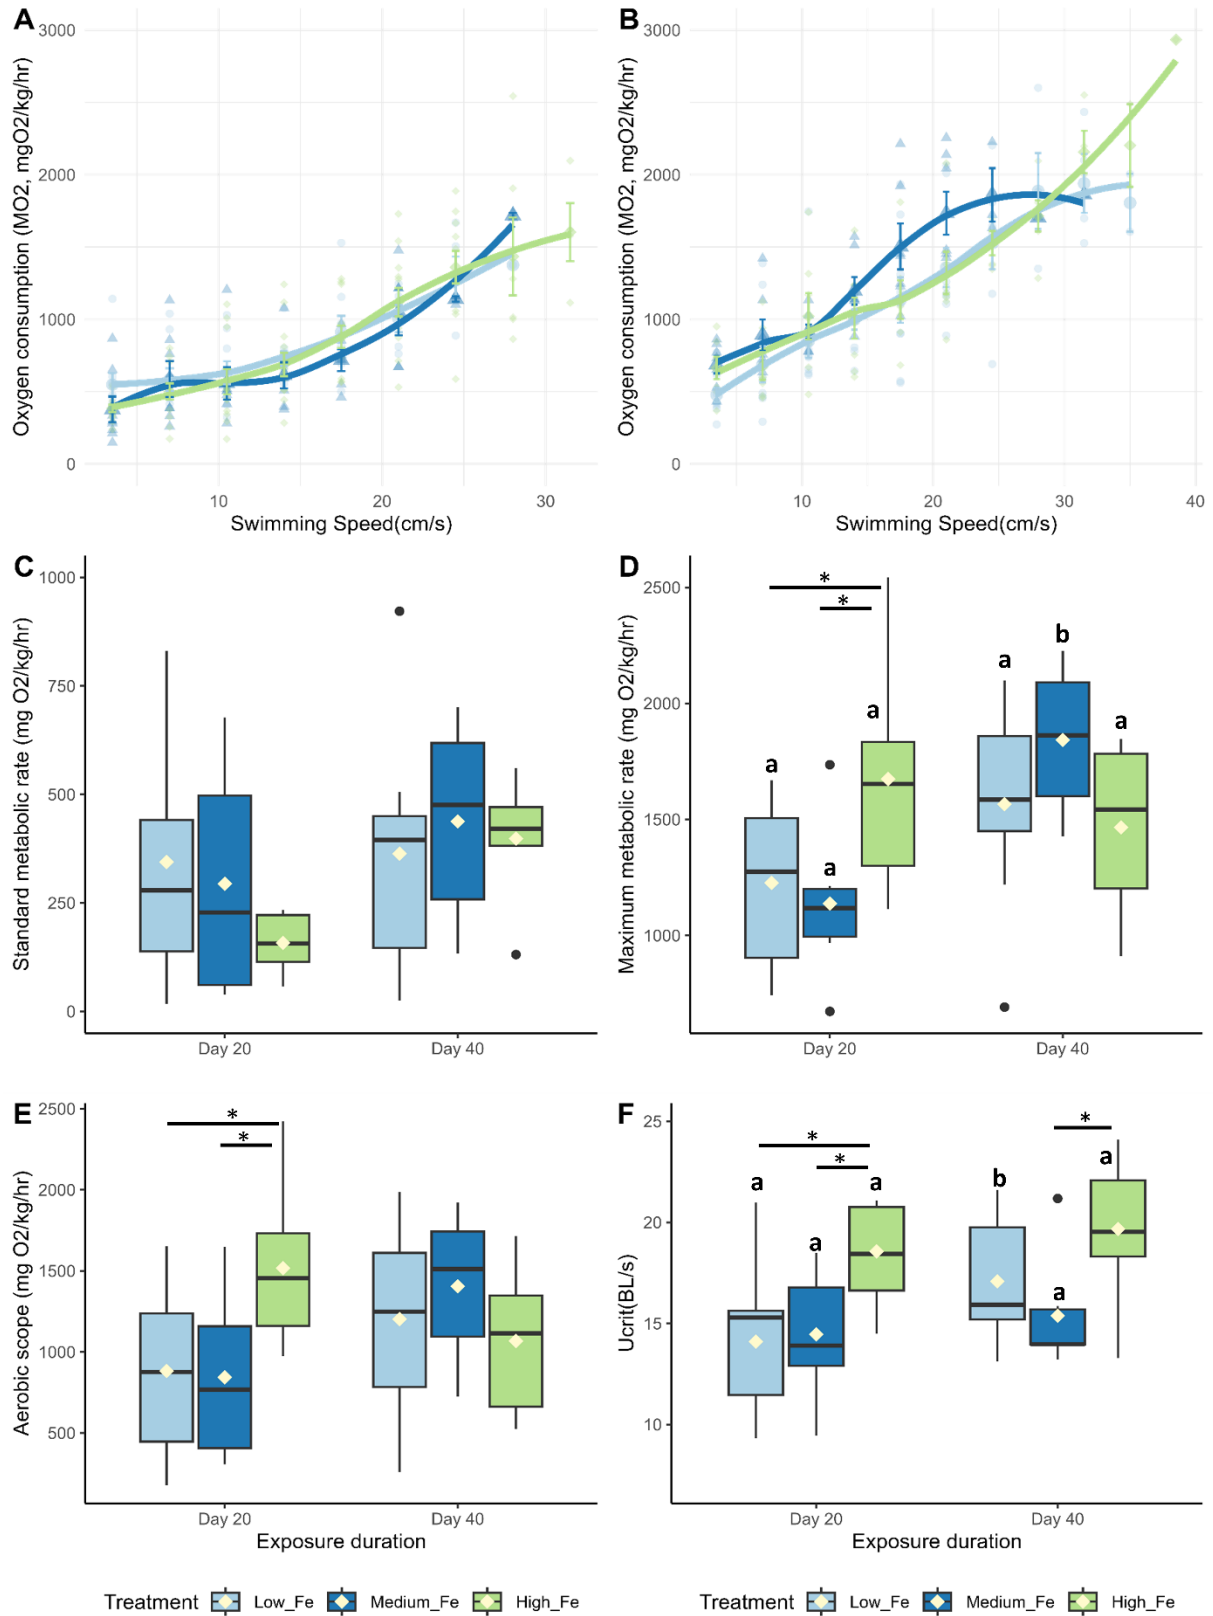 A
Oxygen consumption (MO2, mgO2/kg/hr)
3000
2000
1000
0
10
20
30
Swimming Speed(cm/s)
B
Oxygen consumption (MO2, mgO2/kg/hr)
3000
2000
1000
0
10
20
30
40
Swimming Speed(cm/s)
C
Standard metabolic rate (mg O2/kg/hr)
1000
750
500
250
0
Day 20
Day 40
D
Maximum metabolic rate (mg O2/kg/hr)
2500
2000
1500
1000
*
*
a
a
a
a
b
a
Day 20
Day 40
E
Aerobic scope (mg O2/kg/hr)
2500
2000
1500
1000
500
*
*
Day 20
Day 40
Exposure duration
F
Ucrit(BL/s)
25
20
15
10
*
*
*
a
a
a
b
a
a
Day 20
Day 40
Exposure duration
Treatment Low_Fe Medium_Fe High_Fe
Treatment Low_Fe Medium_Fe High_Fe